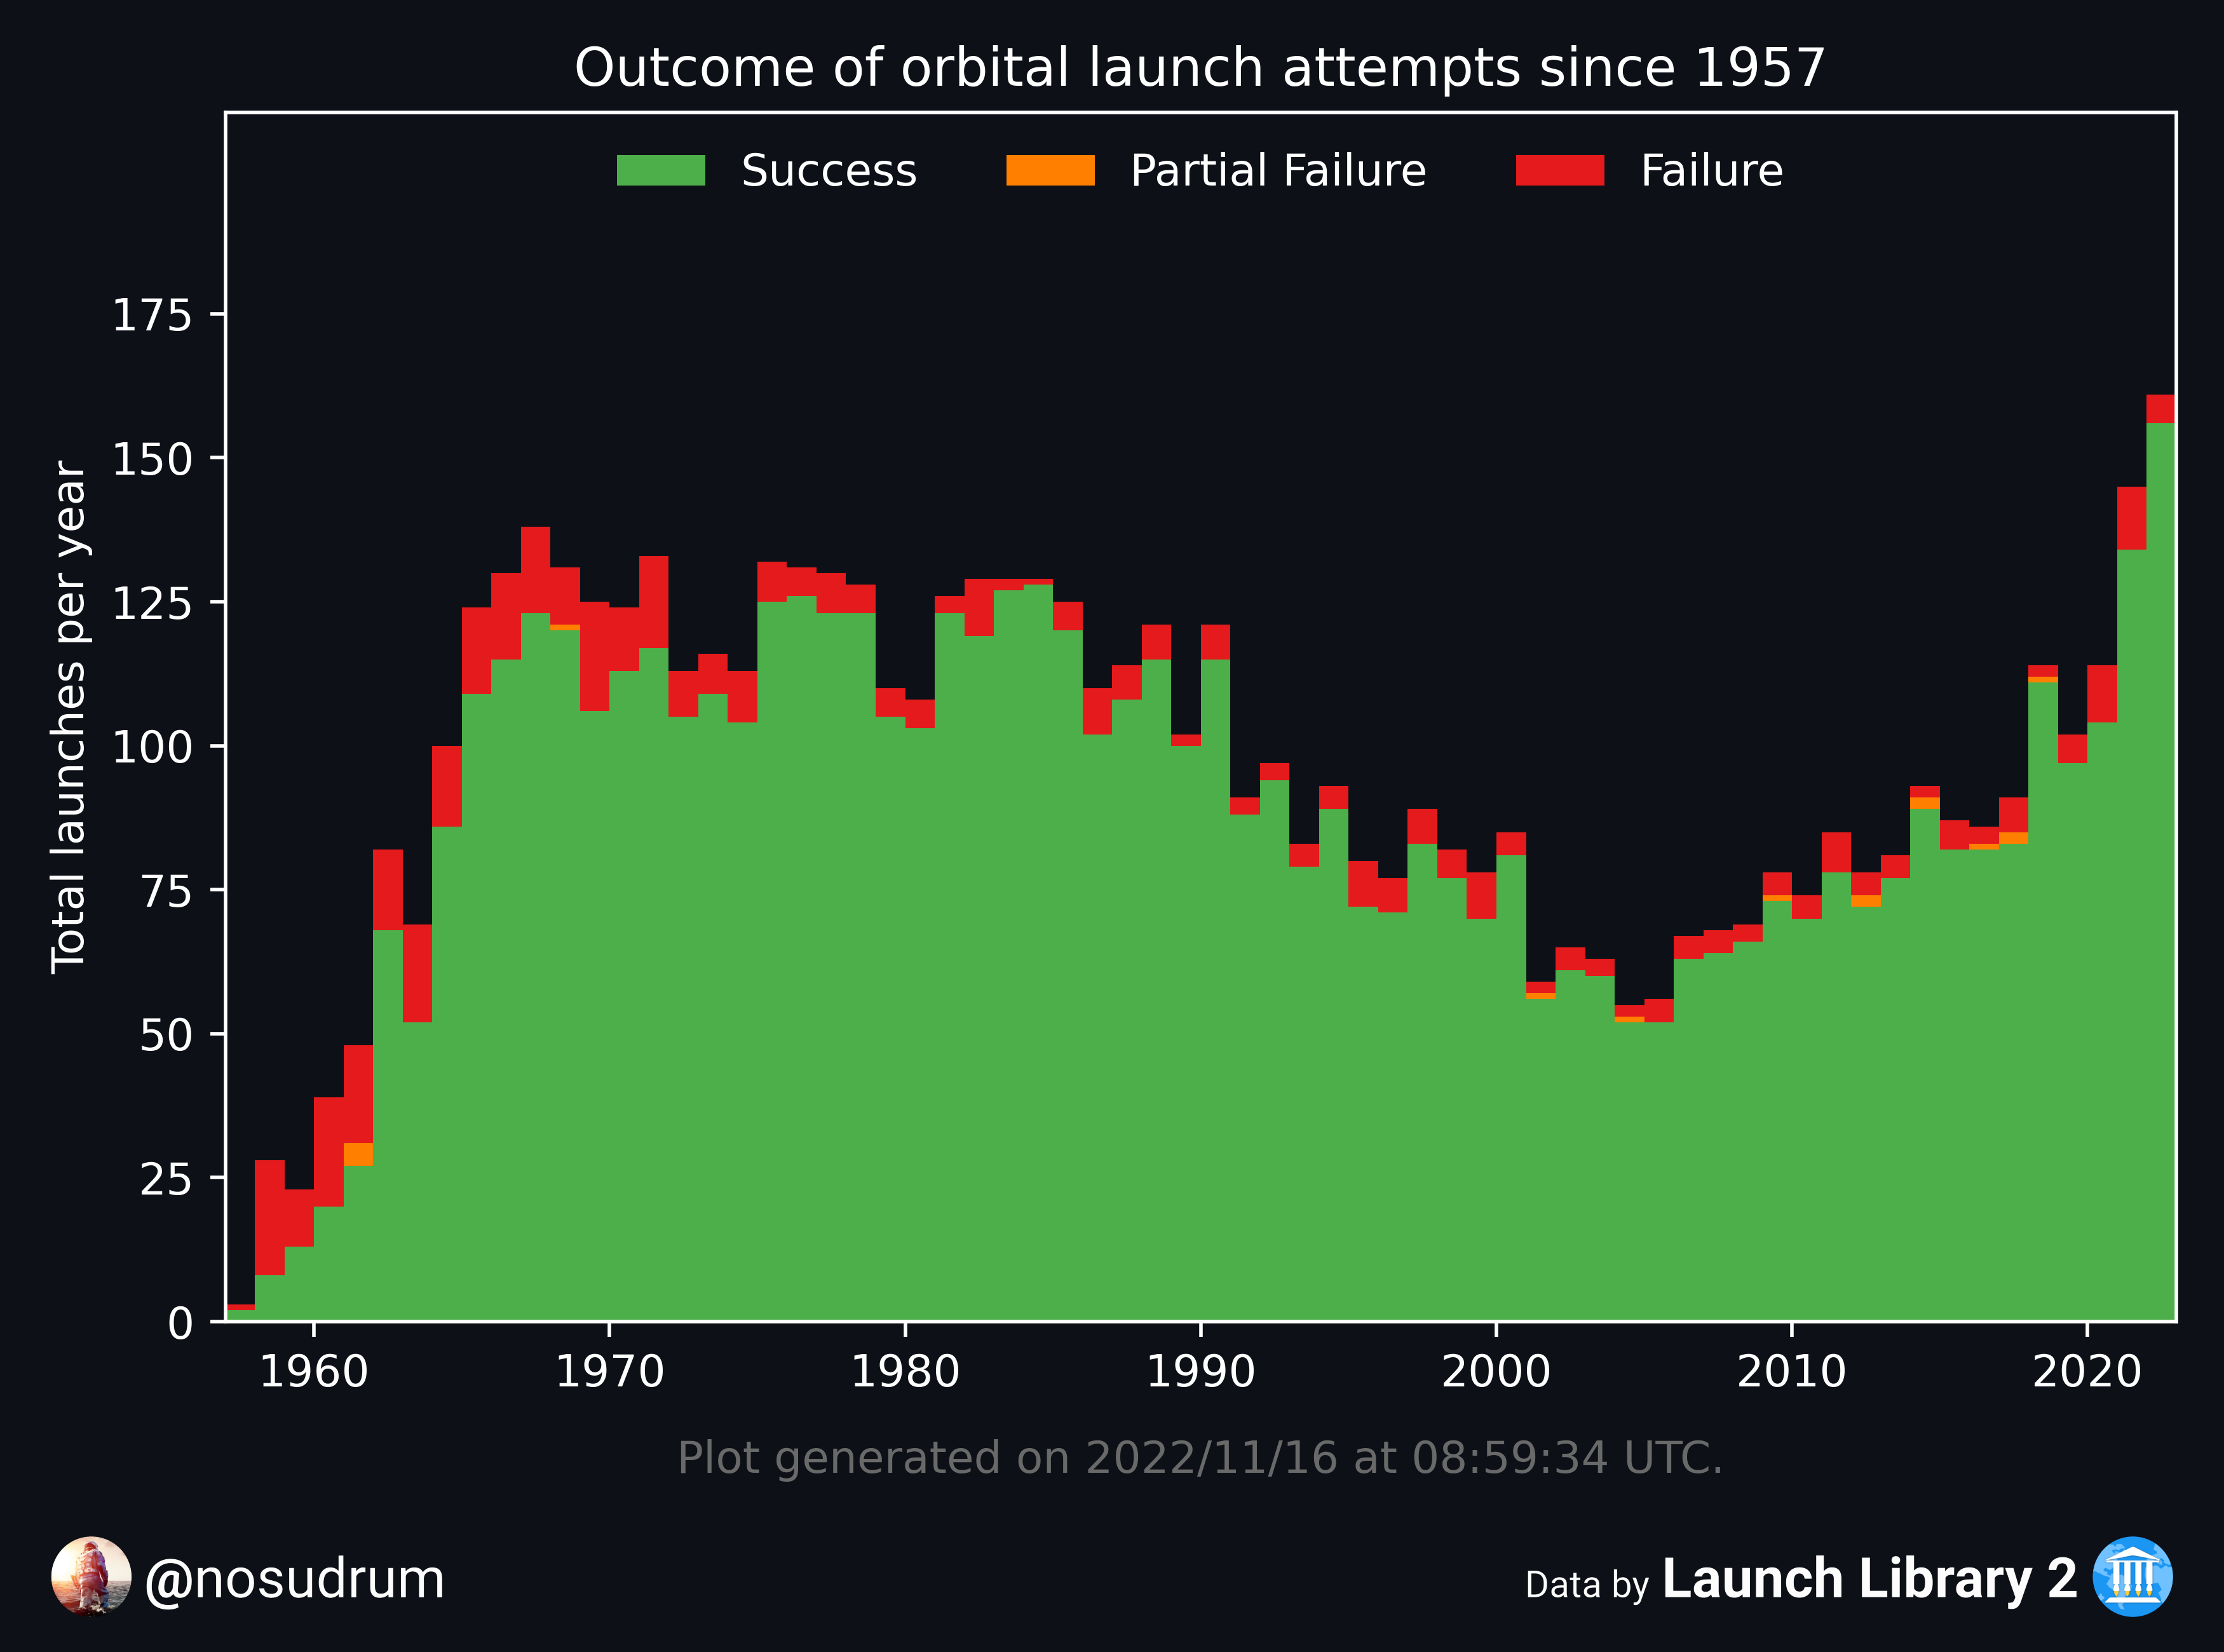 Outcome of orbital launch attempts since 1957
Success Partial Failure Failure
Total launches per year
175
150
125
100
75
50
25
0
1960 1970 1980 1990 2000 2010 2020
Plot generated on 2022/11/16 at 08:59:34 UTC.
@nosudrum
Data by Launch Library 2